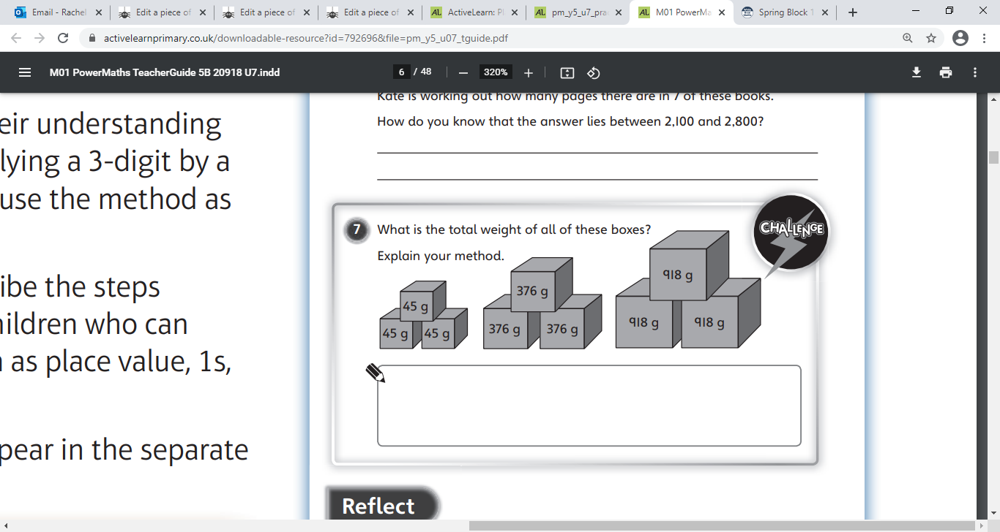 Email - Rachel
Edit a piece of
Edit a piece of
Edit a piece of
ActiveLearn: P
pm_y5_u7_pra
M01 PowerMa
Spring Block 1
activelearnprimary.co.uk/downloadable-resource?id=792696&file=pm_y5_u07_tguide.pdf
M01 PowerMaths TeacherGuide 5B 20918 U7.indd
6 / 48
320%
eir understanding
lying a 3-digit by a
use the method as
ibe the steps
hildren who can
as place value, 1s,
pear in the separate
Kate is working out how many pages there are in 7 of these books.
How do you know that the answer lies between 2,100 and 2,800?
CHALLENGE
7 What is the total weight of all of these boxes?
Explain your method.
45 g
45 g 45 g
376 g
376 g 376 g
918 g
918 g 918 g
Reflect